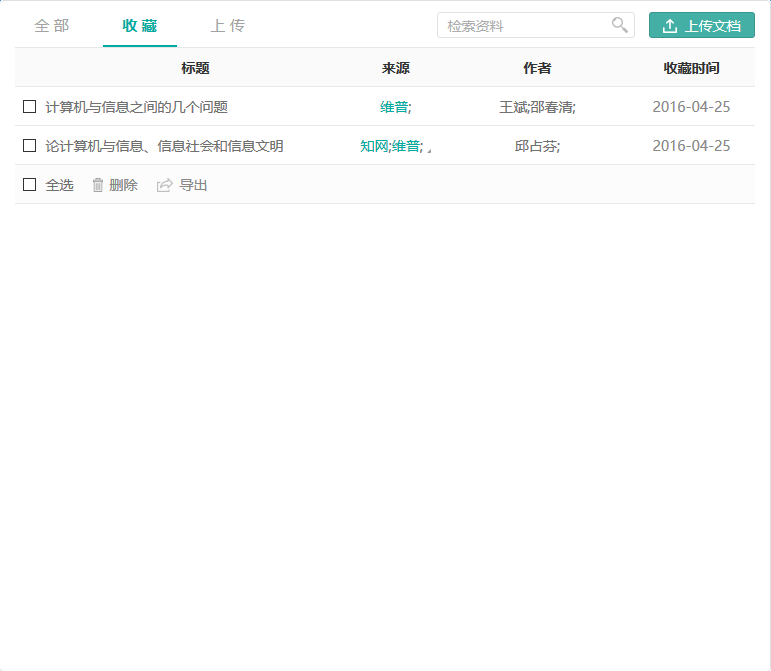 全部 收藏 上传 检索资料 上传文档
标题 来源 作者 收藏时间
计算机与信息之间的几个问题 维普; 王斌;邵春清; 2016-04-25
论计算机与信息、信息社会和信息文明 知网;维普; 邱占芬; 2016-04-25
全选 删除 导出